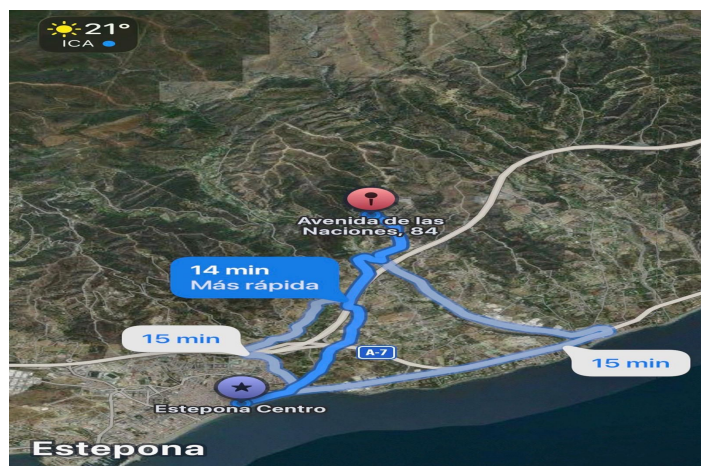 21°
ICA
Avenida de las
Naciones, 84
14 min
Más rápida
15 min
A-7
15 min
Estepona Centro
Estepona